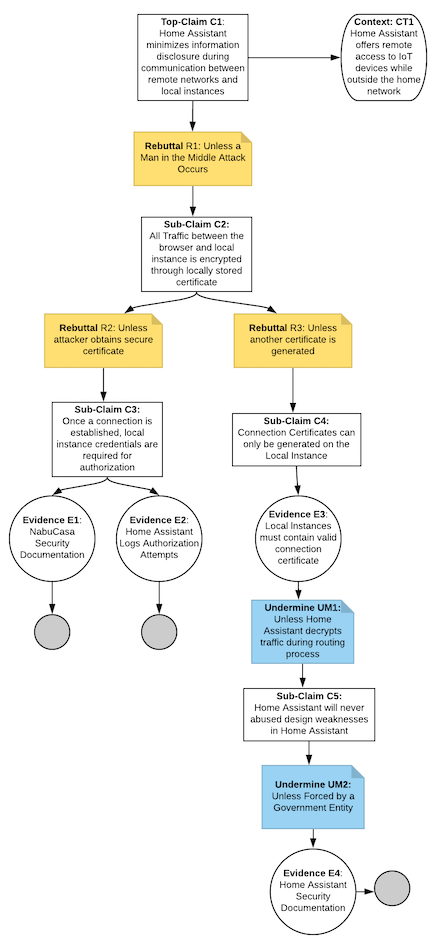 Top-Claim C1:
Home Assistant
minimizes information
disclosure during
communication between
remote networks and
local instances
Context: CT1
Home Assistant
offers remote
access to IoT
devices while
outside the home
network
Rebuttal R1: Unless a
Man in the Middle Attack
Occurs
Sub-Claim C2:
All Traffic between the
browser and local
instance is encrypted
through locally stored
certificate
Rebuttal R2: Unless
attacker obtains secure
certificate
Rebuttal R3: Unless
another certificate is
generated
Sub-Claim C3:
Once a connection is
established, local
instance credentials are
required for
authorization
Sub-Claim C4:
Connection Certificates can
only be generated on the
Local Instance
Evidence E1:
NabuCasa
Security
Documentation
Evidence E2:
Home Assistant
Logs Authorization
Attempts
Evidence E3:
Local Instances
must contain valid
connection
certificate
Undermine UM1:
Unless Home
Assistant decrypts
traffic during routing
process
Sub-Claim C5:
Home Assistant will never
abused design weaknesses
in Home Assistant
Undermine UM2:
Unless Forced by a
Government Entity
Evidence E4:
Home Assistant
Security
Documentation